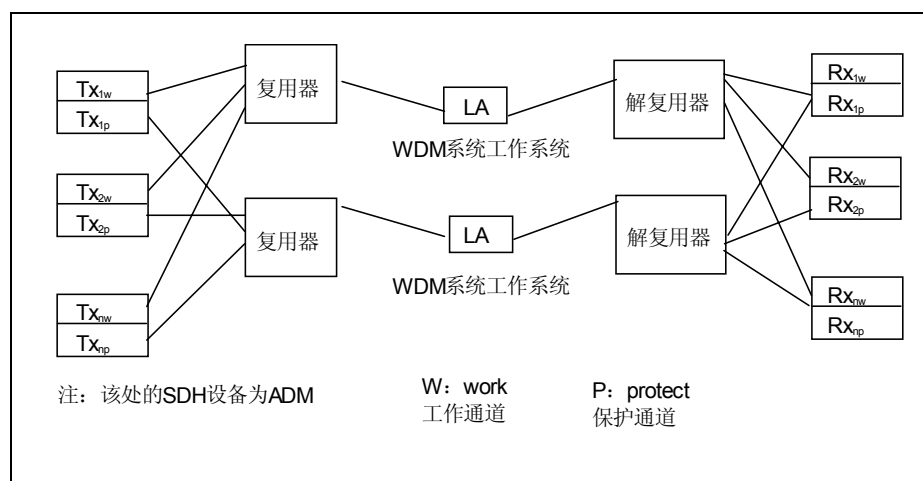 Tx1w
Tx1p
Tx2w
Tx2p
Txnw
Txnp
复用器
复用器
LA
WDM系统工作系统
LA
WDM系统工作系统
解复用器
解复用器
Rx1w
Rx1p
Rx2w
Rx2p
Rxnw
Rxnp
注：该处的SDH设备为ADM
W：work
工作通道
P：protect
保护通道